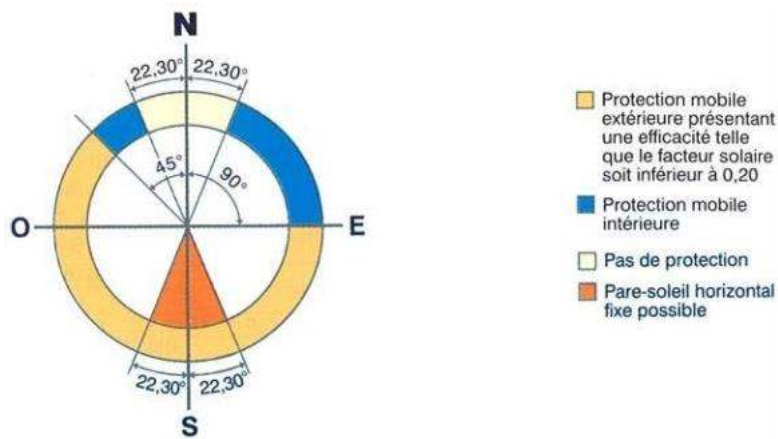 N
22,30° 22,30°
45° 90°
O E
22,30° 22,30°
S
Protection mobile
extérieure présentant
une efficacité telle
que le facteur solaire
soit inférieur à 0,20
Protection mobile
intérieure
Pas de protection
Pare-soleil horizontal
fixe possible